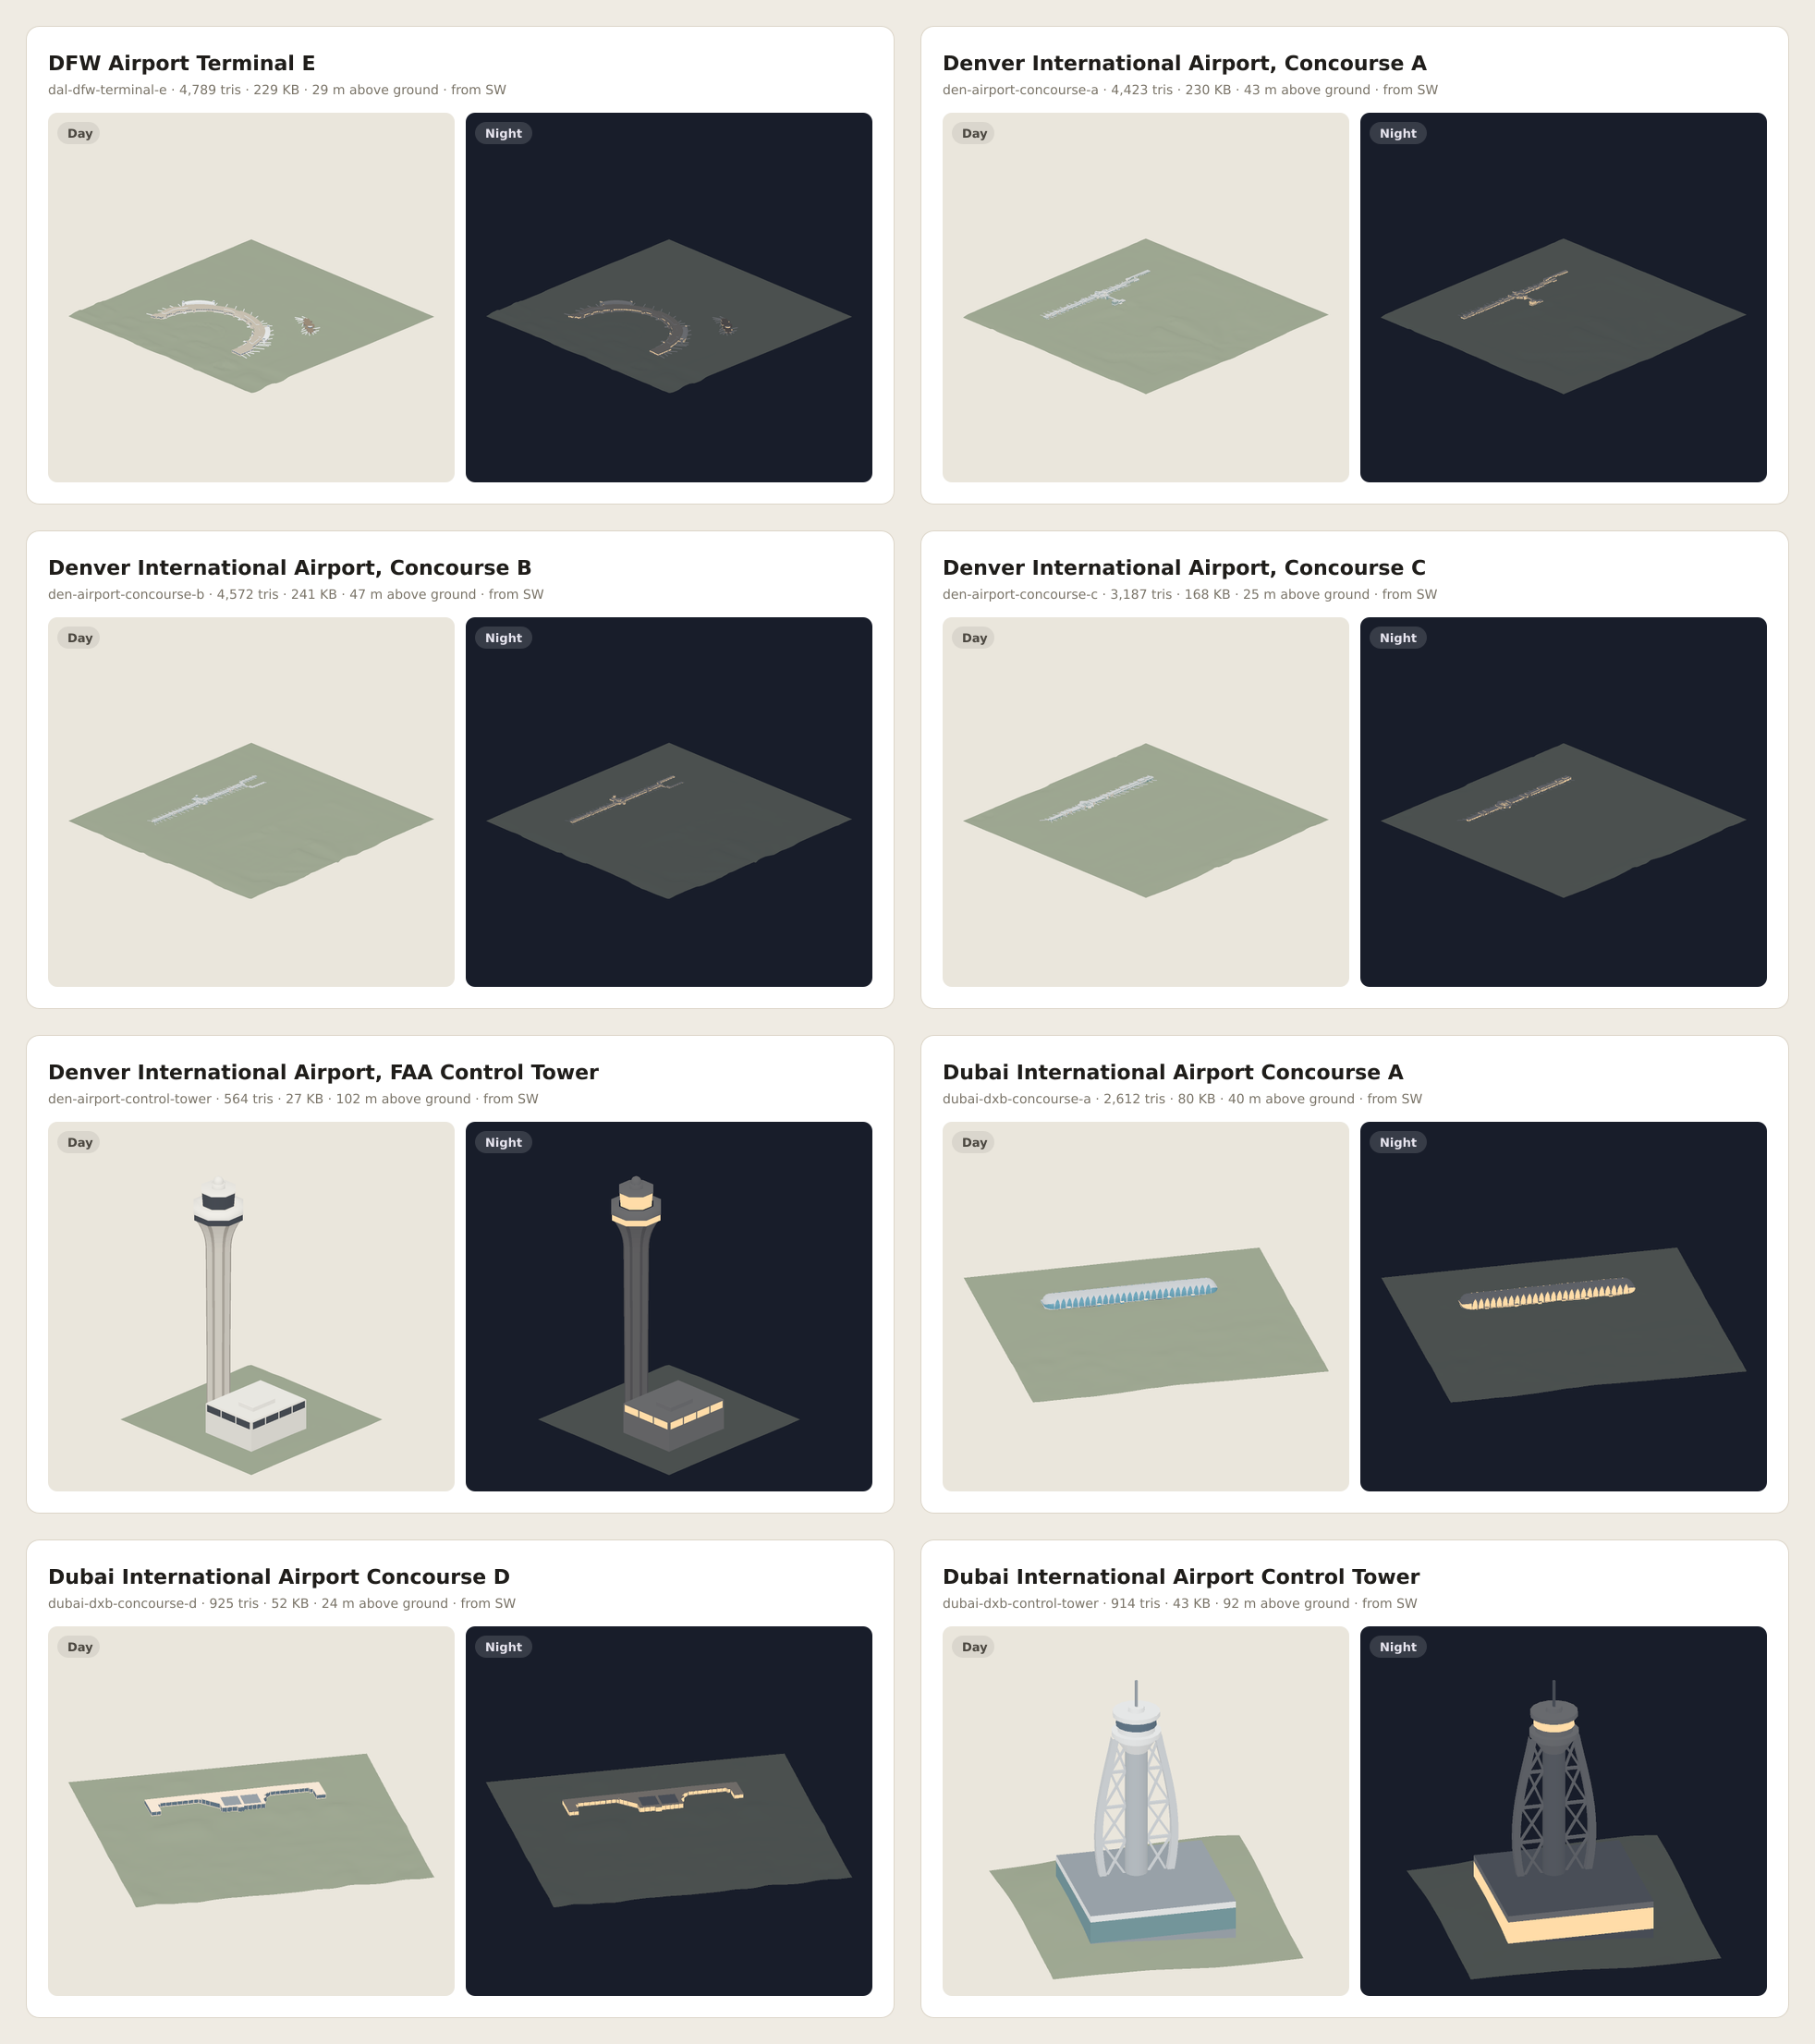 DFW Airport Terminal E
dal-dfw-terminal-e · 4,789 tris · 229 KB · 29 m above ground · from SW
Day
Night
Denver International Airport, Concourse A
den-airport-concourse-a · 4,423 tris · 230 KB · 43 m above ground · from SW
Day
Night
Denver International Airport, Concourse B
den-airport-concourse-b · 4,572 tris · 241 KB · 47 m above ground · from SW
Day
Night
Denver International Airport, Concourse C
den-airport-concourse-c · 3,187 tris · 168 KB · 25 m above ground · from SW
Day
Night
Denver International Airport, FAA Control Tower
den-airport-control-tower · 564 tris · 27 KB · 102 m above ground · from SW
Day
Night
Dubai International Airport Concourse A
dubai-dxb-concourse-a · 2,612 tris · 80 KB · 40 m above ground · from SW
Day
Night
Dubai International Airport Concourse D
dubai-dxb-concourse-d · 925 tris · 52 KB · 24 m above ground · from SW
Day
Night
Dubai International Airport Control Tower
dubai-dxb-control-tower · 914 tris · 43 KB · 92 m above ground · from SW
Day
Night